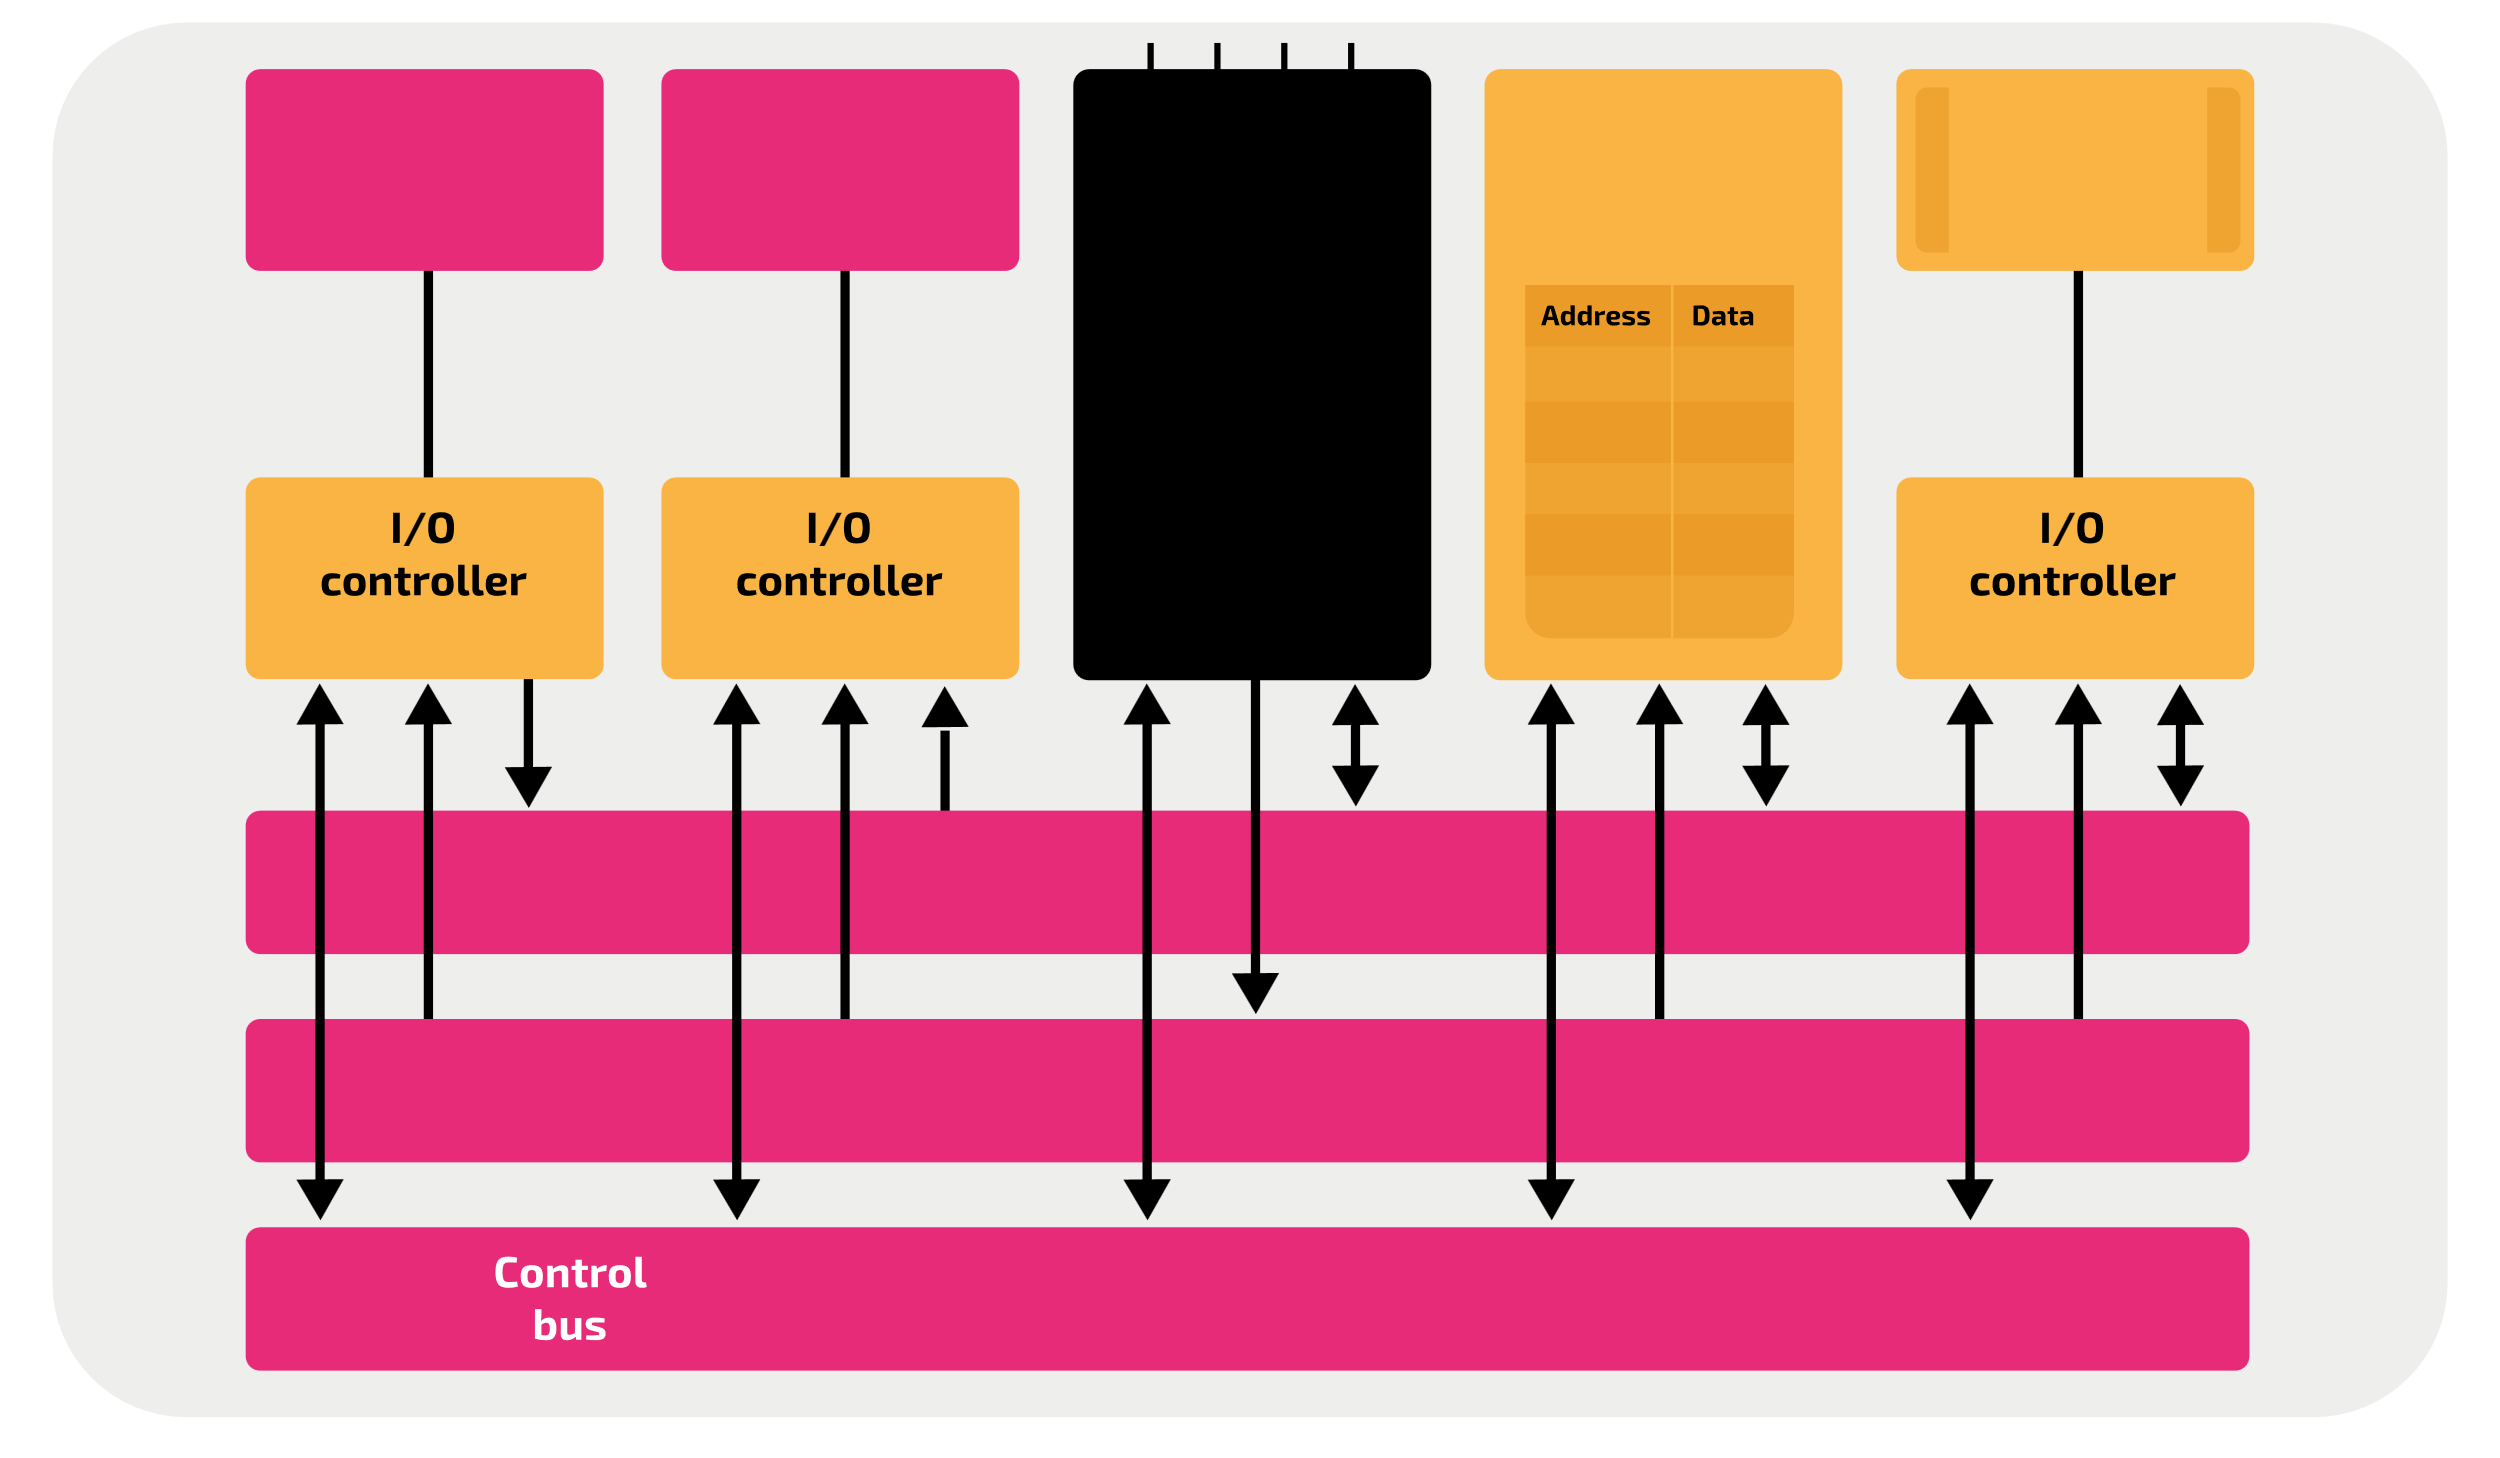 Address Data
I/O
controller
I/O
controller
I/O
controller
Control
bus